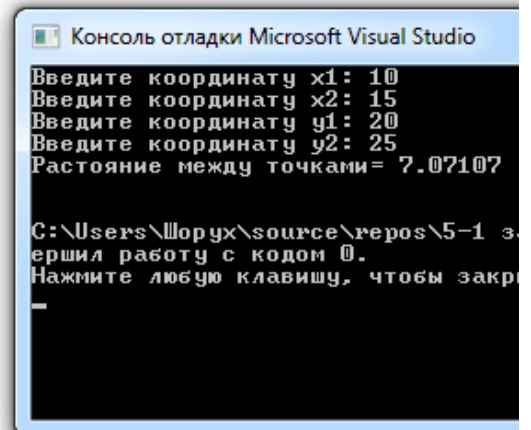 Консоль отладки Microsoft Visual Studio
Введите координату x1: 10
Введите координату x2: 15
Введите координату y1: 20
Введите координату y2: 25
Растояние между точками= 7.07107
C:\Users\Шорух\source\repos\5-1 за
ершил работу с кодом 0.
Нажмите любую клавишу, чтобы закр